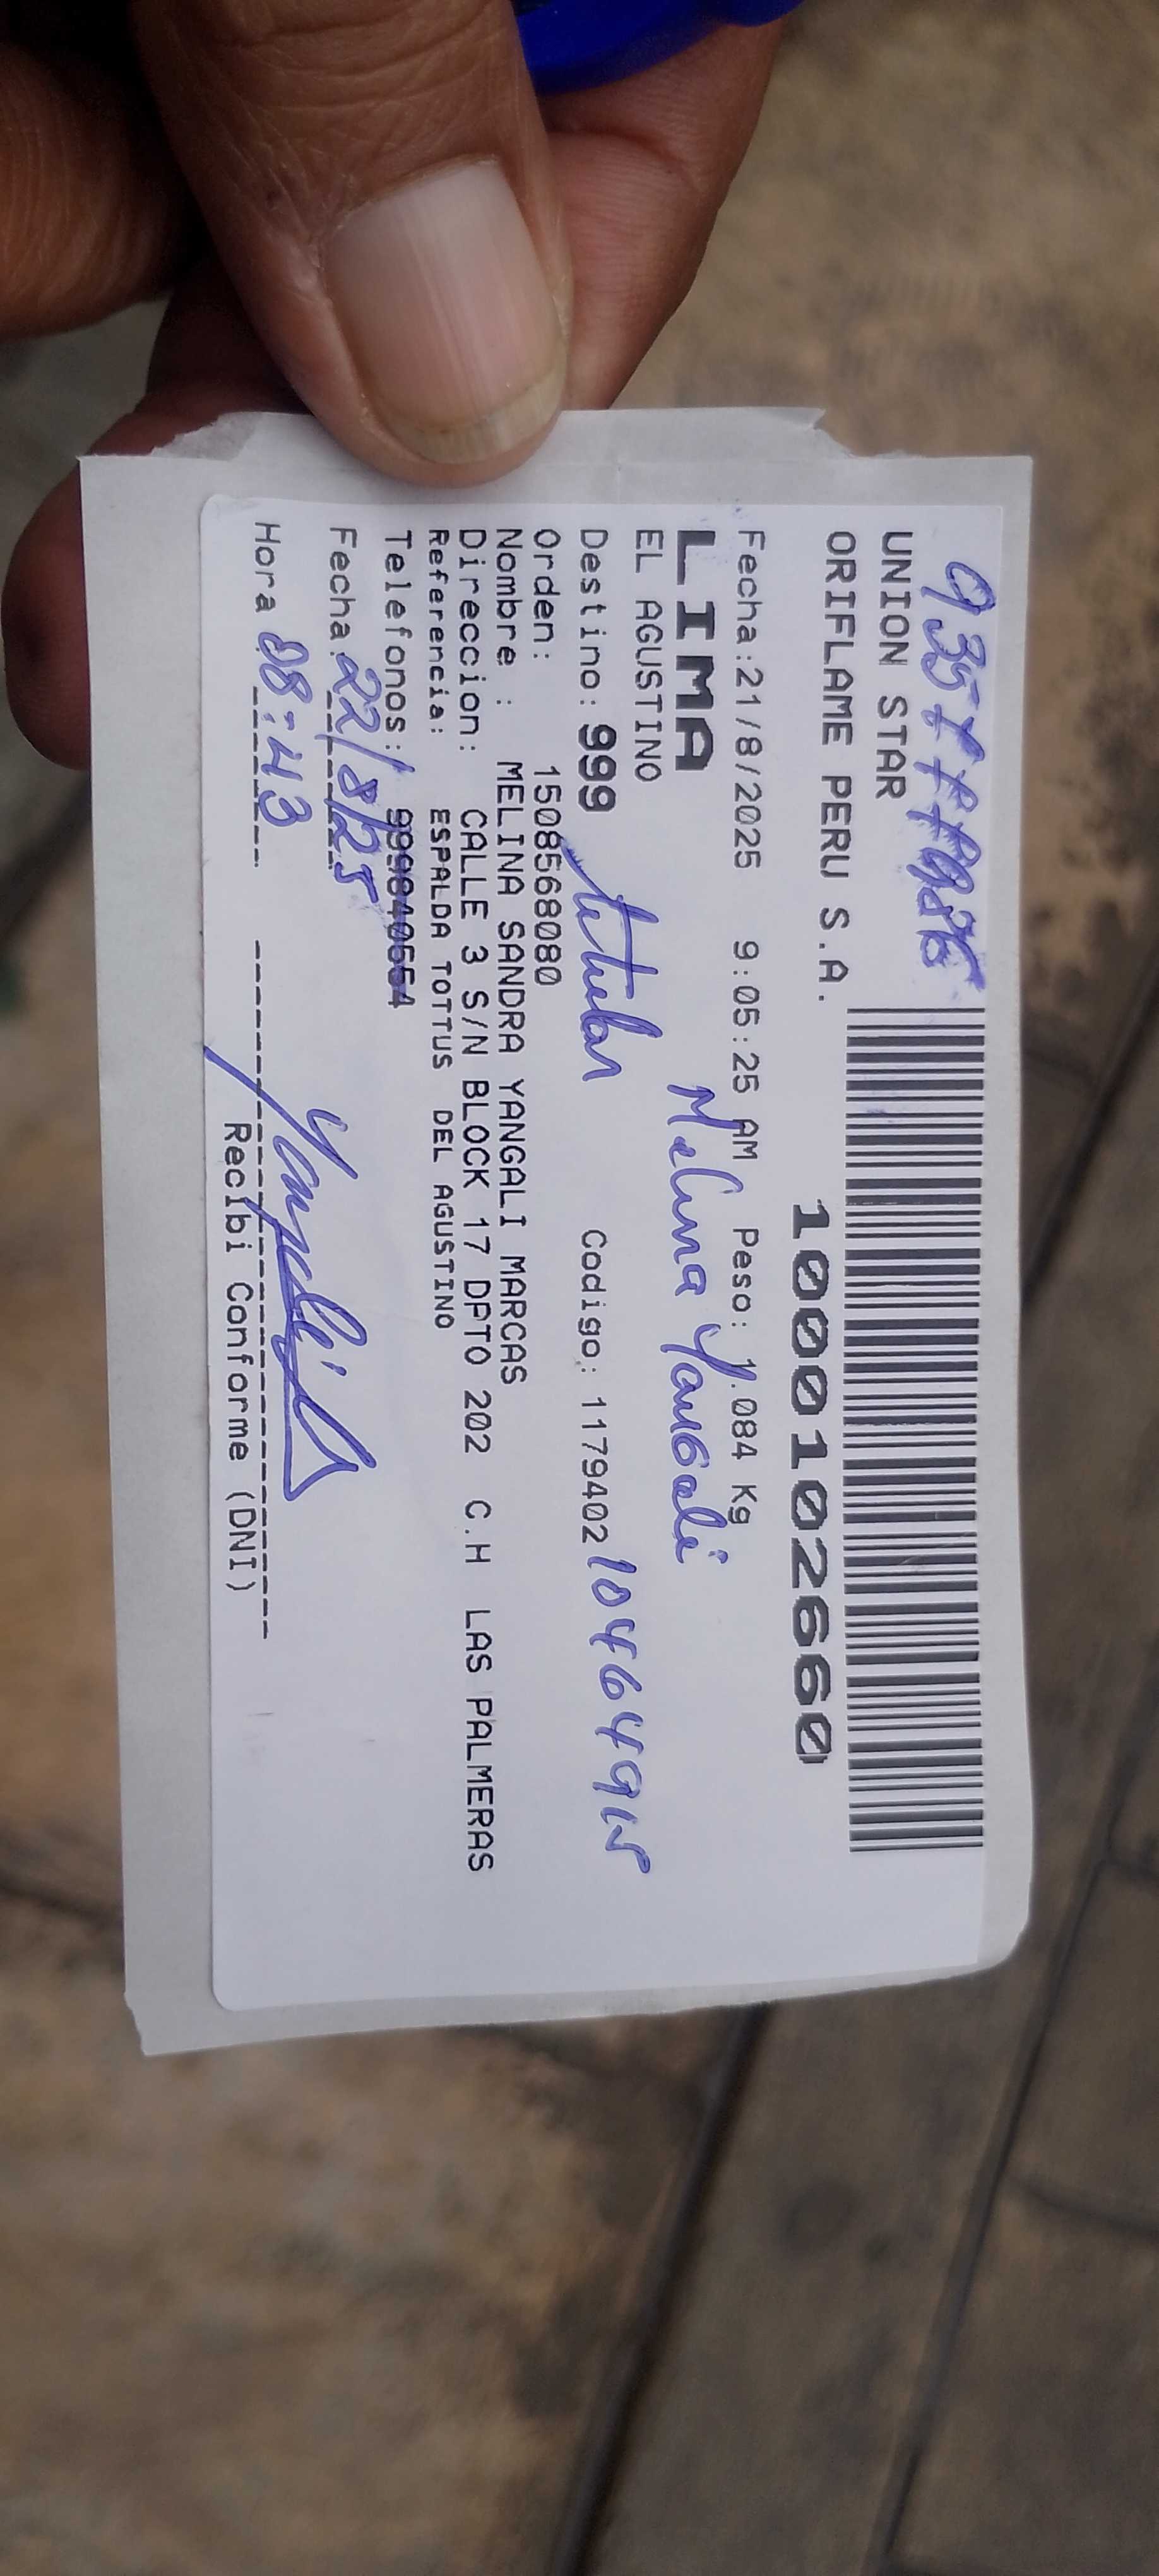 UNION STAR
ORIFLAME PERU S.A.
1000102660
Fecha:21/8/2025 9:05:25 AM Peso: 1.084 Kg
LIMA
Melina Yangali
EL AGUSTINO
Destino: 999 titular Codigo: 1179402
Orden: 1508568080
Nombre : MELINA SANDRA YANGALI MARCAS
Direccion: CALLE 3 S/N BLOCK 17 DPTO 202 C.H LAS PALMERAS
Referencia: ESPALDA TOTTUS DEL AGUSTINO
Telefonos:
Fecha 22/8/25
Hora 08:43
Recibi Conforme (DNI)